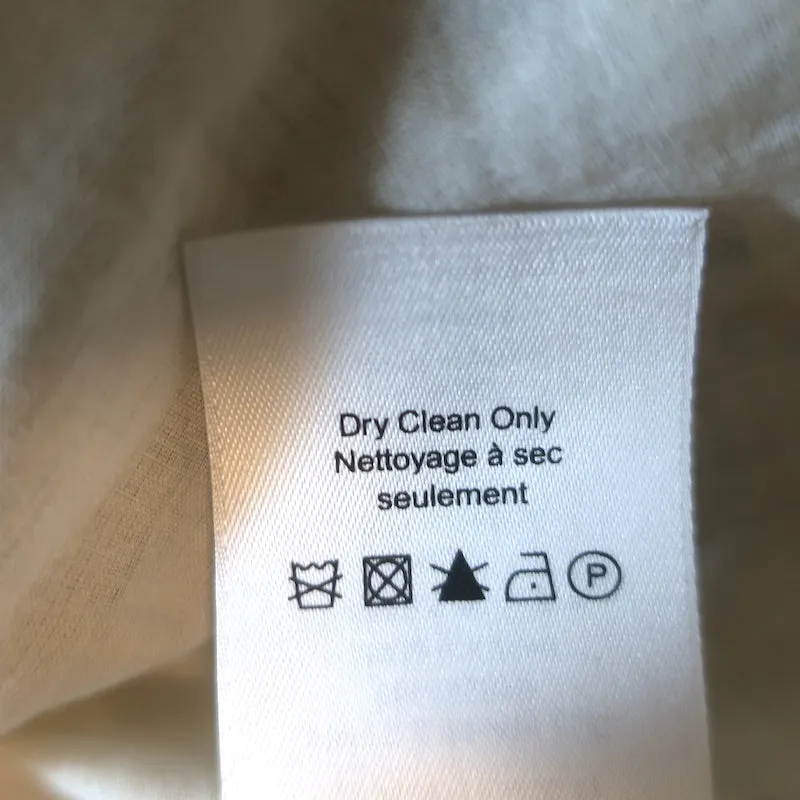 Dry Clean Only
Nettoyage à sec
seulement
P